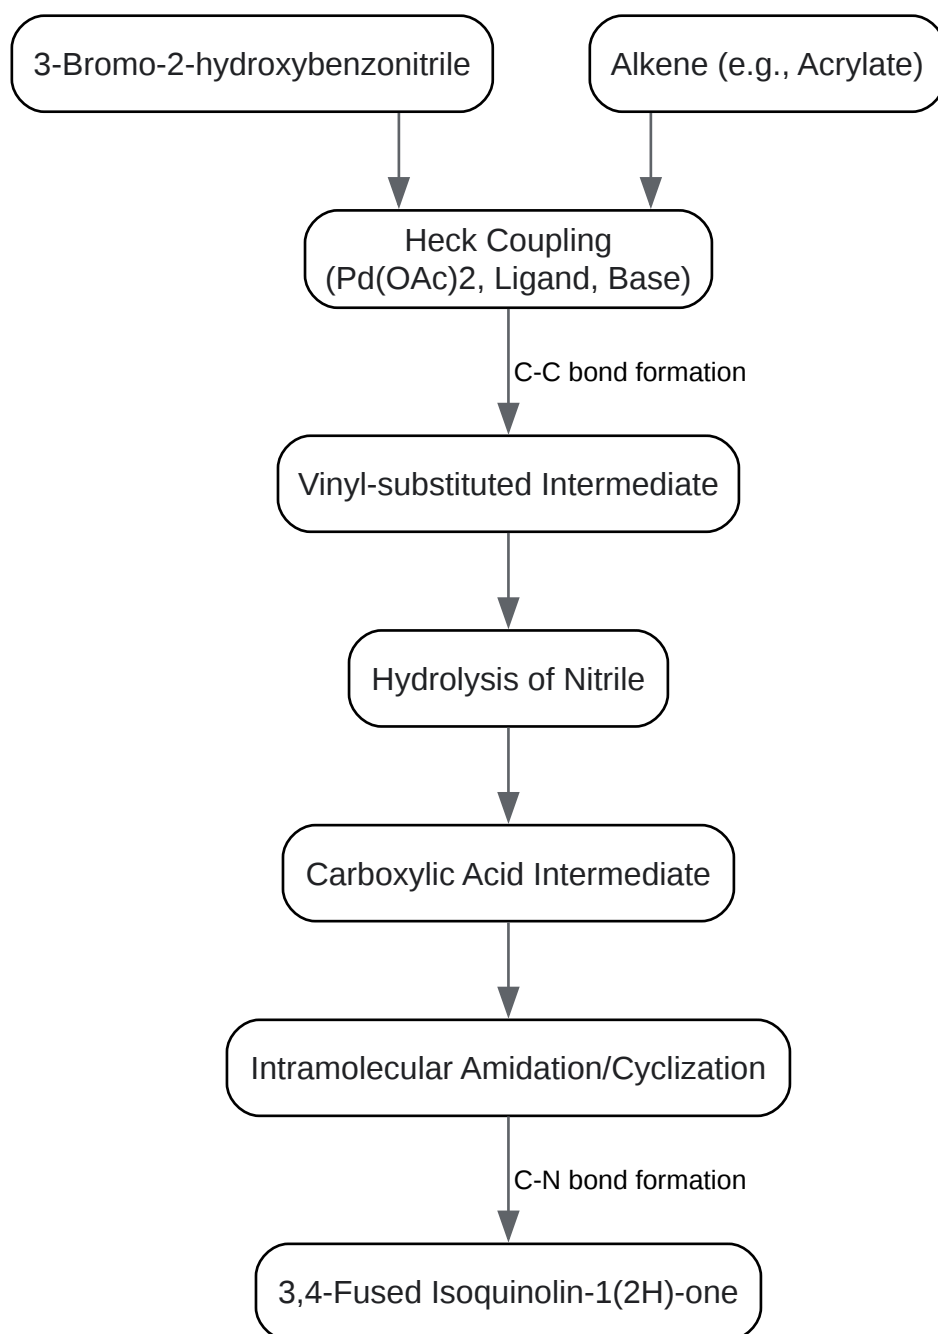 3-Bromo-2-hydroxybenzonitrile
Alkene (e.g., Acrylate)
Heck Coupling
(Pd(OAc)2, Ligand, Base)
C-C bond formation
Vinyl-substituted Intermediate
Hydrolysis of Nitrile
Carboxylic Acid Intermediate
Intramolecular Amidation/Cyclization
C-N bond formation
3,4-Fused Isoquinolin-1(2H)-one